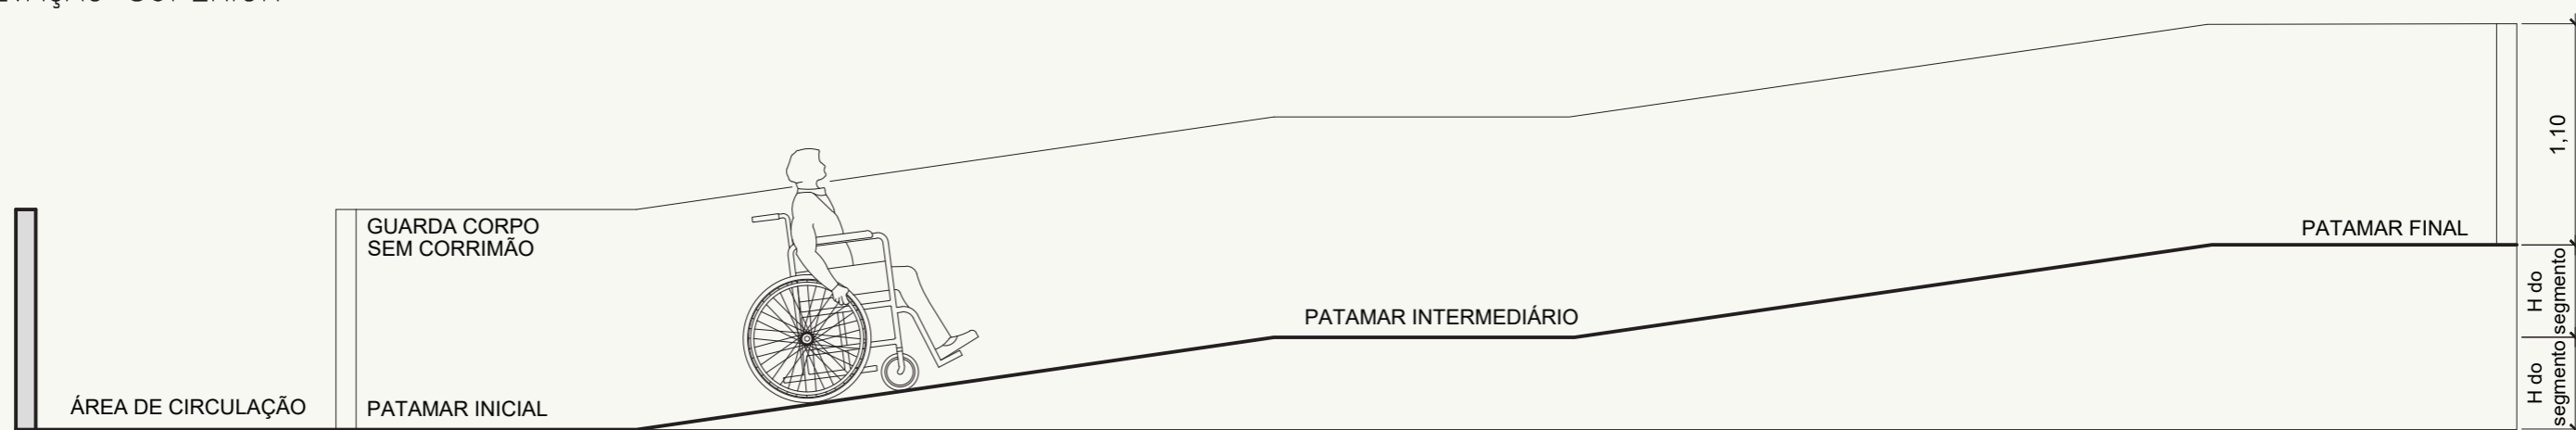 GUARDA CORPO
SEM CORRIMÃO
ÁREA DE CIRCULAÇÃO
PATAMAR INICIAL
PATAMAR INTERMEDIÁRIO
PATAMAR FINAL
1,10
H do
segmento
H do
segmento